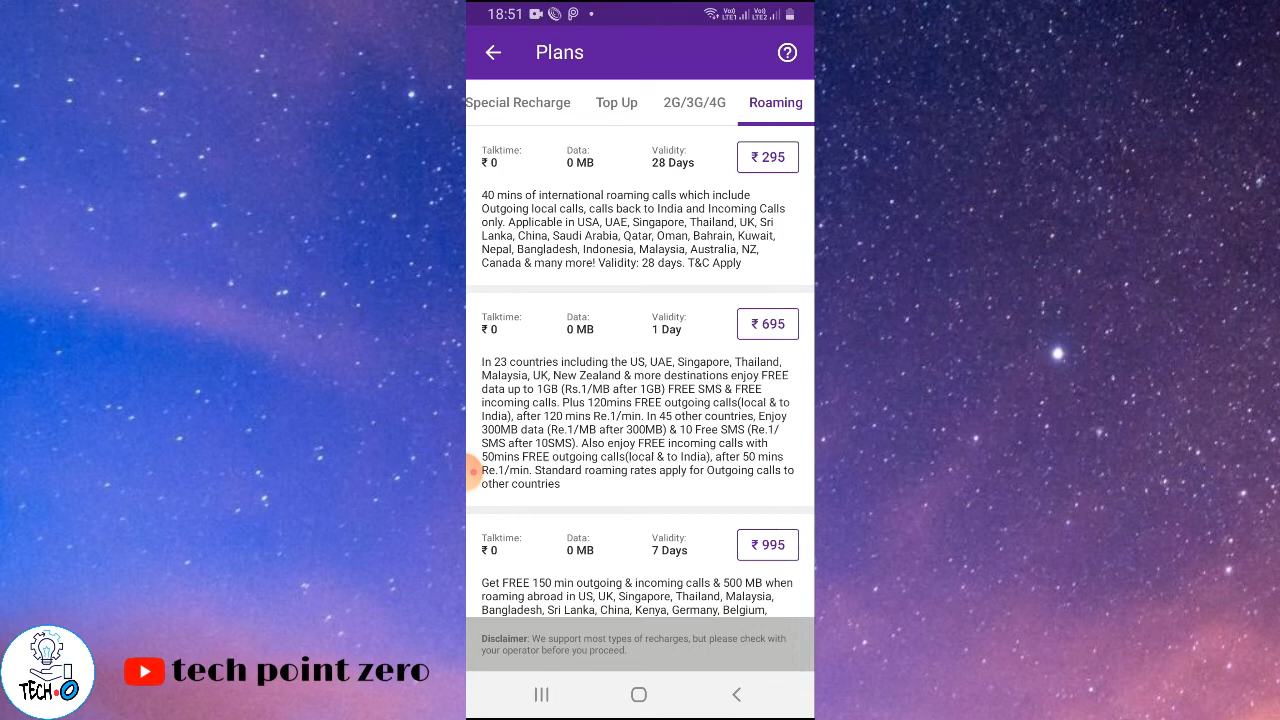 18:51
VoI) LTE1 VoI) LTE2
Plans
Special Recharge Top Up 2G/3G/4G Roaming
Talktime: Data: Validity:
₹ 0 0 MB 28 Days ₹ 295
40 mins of international roaming calls which include
Outgoing local calls, calls back to India and Incoming Calls
only. Applicable in USA, UAE, Singapore, Thailand, UK, Sri
Lanka, China, Saudi Arabia, Qatar, Oman, Bahrain, Kuwait,
Nepal, Bangladesh, Indonesia, Malaysia, Australia, NZ,
Canada & many more! Validity: 28 days. T&C Apply
Talktime: Data: Validity:
₹ 0 0 MB 1 Day ₹ 695
In 23 countries including the US, UAE, Singapore, Thailand,
Malaysia, UK, New Zealand & more destinations enjoy FREE
data up to 1GB (Rs.1/MB after 1GB) FREE SMS & FREE
incoming calls. Plus 120mins FREE outgoing calls(local & to
India), after 120 mins Re.1/min. In 45 other countries, Enjoy
300MB data (Re.1/MB after 300MB) & 10 Free SMS (Re.1/
SMS after 10SMS). Also enjoy FREE incoming calls with
50mins FREE outgoing calls(local & to India), after 50 mins
Re.1/min. Standard roaming rates apply for Outgoing calls to
other countries
Talktime: Data: Validity:
₹ 0 0 MB 7 Days ₹ 995
Get FREE 150 min outgoing & incoming calls & 500 MB when
roaming abroad in US, UK, Singapore, Thailand, Malaysia,
Bangladesh, Sri Lanka, China, Kenya, Germany, Belgium,
Disclaimer: We support most types of recharges, but please check with
your operator before you proceed.
TECH.O
tech point zero